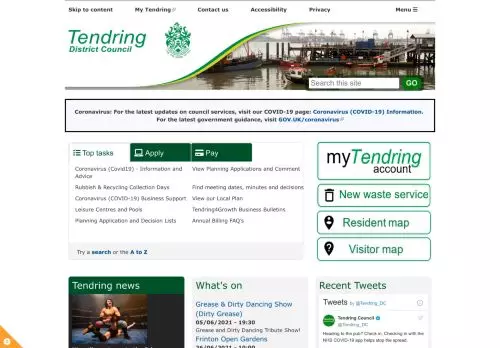 Skip to content
My Tendring
Contact us
Accessibility
Privacy
Menu ☰
Tendring
District Council
Search this site
GO
Coronavirus: For the latest updates on council services, visit our COVID-19 page: Coronavirus (COVID-19) Information.
For the latest government guidance, visit GOV.UK/coronavirus
Top tasks
Apply
Pay
Coronavirus (Covid19) - Information and
Advice
Rubbish & Recycling Collection Days
Coronavirus (COVID-19) Business Support
Leisure Centres and Pools
Planning Application and Decision Lists
View Planning Applications and Comment
Find meeting dates, minutes and decisions
View our Local Plan
Tendring4Growth Business Bulletins
Annual Billing FAQ's
Try a search or the A to Z
myTendring
account
New waste service
Resident map
Visitor map
Tendring news
What's on
Grease & Dirty Dancing Show
(Dirty Grease)
05/06/2021 - 19:30
Grease and Dirty Dancing Tribute Show!
Frinton Open Gardens
Recent Tweets
Tweets by @Tendring_DC
Tendring Council
@Tendring_DC
Heading to the pub? Check in. Checking in with the
NHS COVID-19 app helps stop the spread.